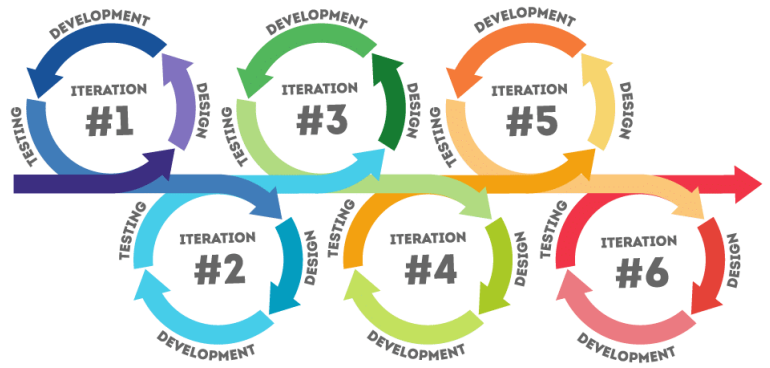 DEVELOPMENT
ITERATION
#1
DESIGN
TESTING
DEVELOPMENT
ITERATION
#3
DESIGN
TESTING
DEVELOPMENT
ITERATION
#5
DESIGN
TESTING
TESTING
ITERATION
#2
DESIGN
DEVELOPMENT
TESTING
ITERATION
#4
DESIGN
DEVELOPMENT
TESTING
ITERATION
#6
DESIGN
DEVELOPMENT